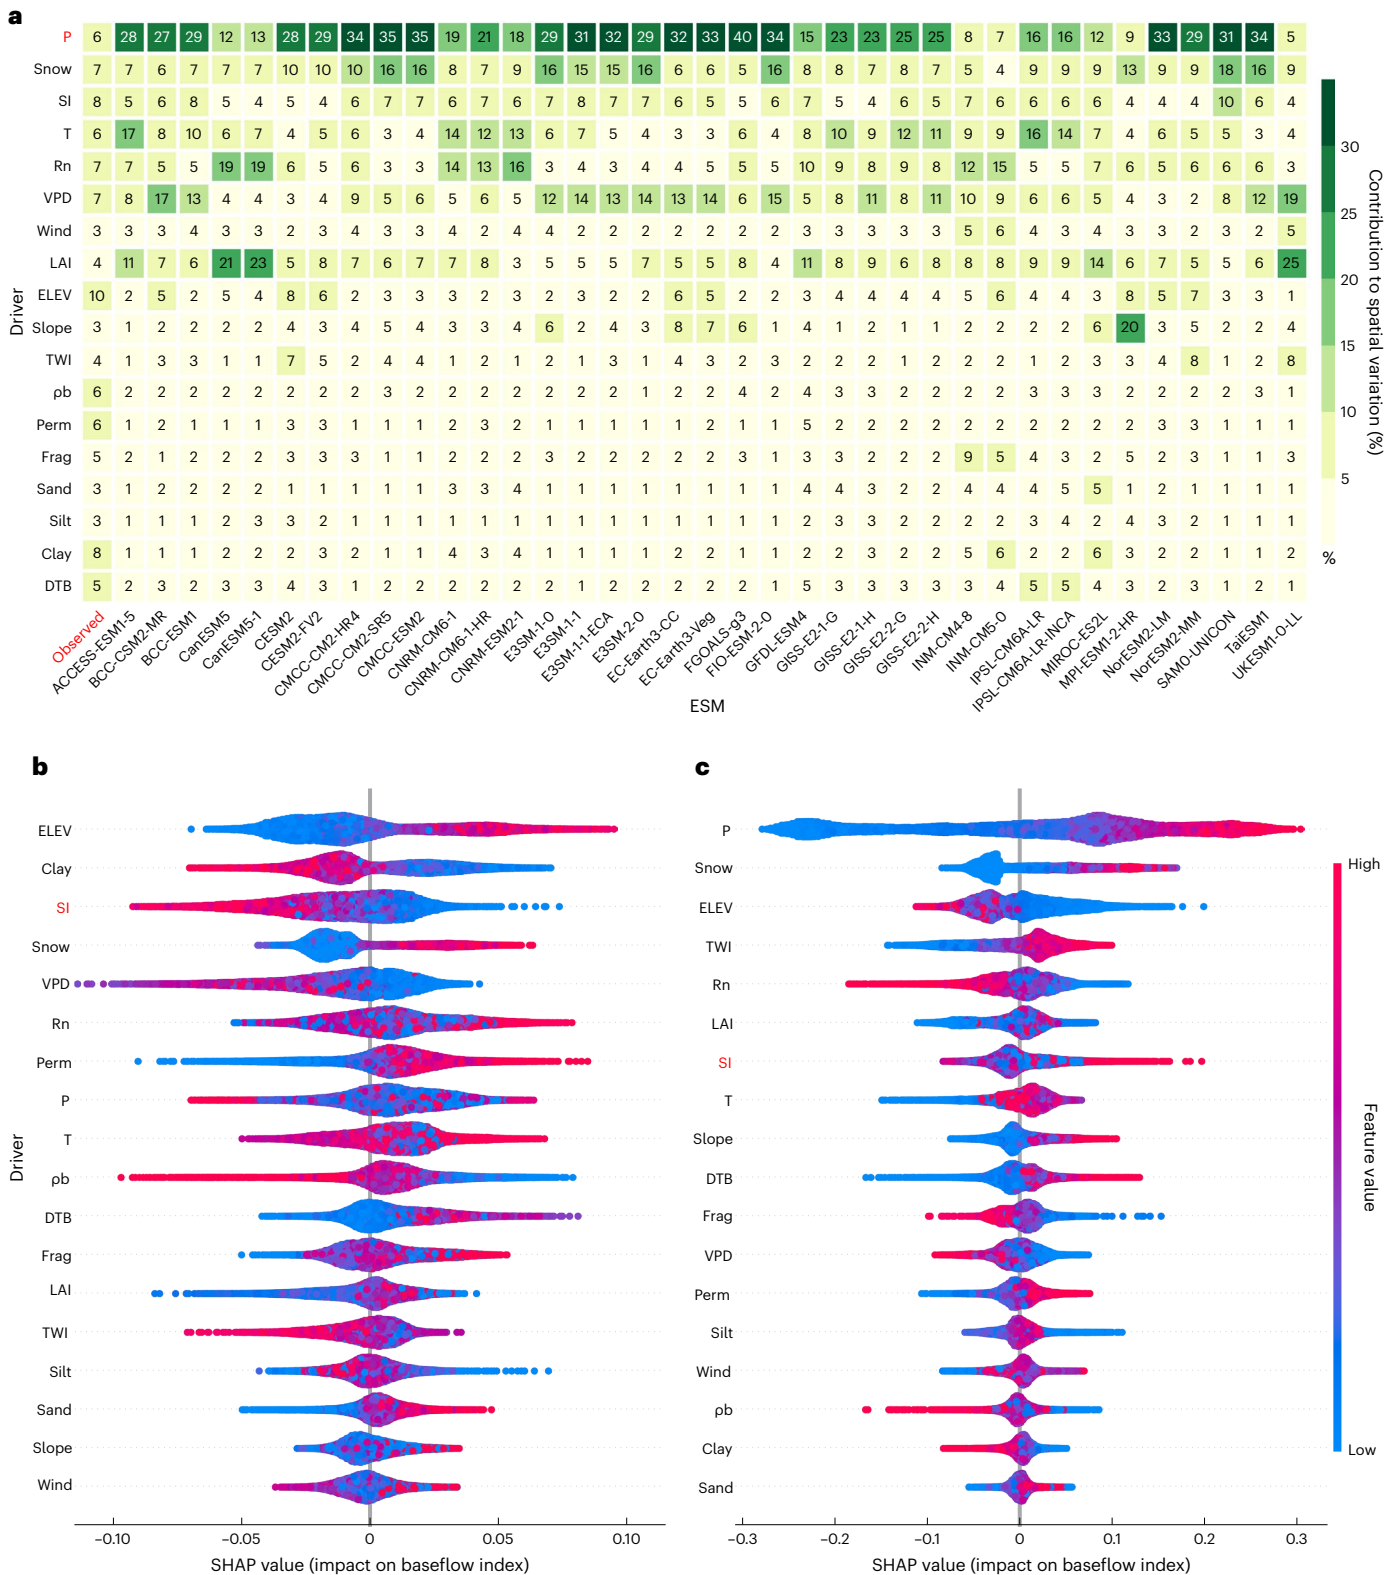 a
P 6 28 27 29 12 13 28 29 34 35 35 19 21 18 29 31 32 29 32 33 40 34 15 23 23 25 25 8 7 16 16 12 9 33 29 31 34 5
Snow 7 7 6 7 7 7 10 10 10 16 16 8 7 9 16 15 15 16 6 6 5 16 8 8 7 8 7 5 4 9 9 9 13 9 9 18 16 9
SI 8 5 6 8 5 4 5 4 6 7 7 6 7 6 7 8 7 7 6 5 5 6 7 5 4 6 5 7 6 6 6 6 4 4 4 10 6 4
T 6 17 8 10 6 7 4 5 6 3 4 14 12 13 6 7 5 4 3 3 6 4 8 10 9 12 11 9 9 16 14 7 4 6 5 5 3 4
Rn 7 7 5 5 19 19 6 5 6 3 3 14 13 16 3 4 3 4 4 5 5 5 10 9 8 9 8 12 15 5 5 7 6 5 6 6 6 3
VPD 7 8 17 13 4 4 3 4 9 5 6 5 6 5 12 14 13 14 13 14 6 15 5 8 11 8 11 10 9 6 6 5 4 3 2 8 12 19
Wind 3 3 3 4 3 3 2 3 4 3 3 4 2 4 4 2 2 2 2 2 2 2 3 3 3 3 3 5 6 3 4 3 3 3 2 3 2 5
LAI 4 11 7 6 21 23 5 8 7 6 7 7 8 3 5 5 5 7 5 5 8 4 11 8 9 6 8 8 8 9 9 14 6 7 5 5 6 25
ELEV 10 2 5 2 5 4 8 6 2 3 3 3 2 3 2 3 2 2 6 5 2 2 3 4 4 4 4 5 6 4 4 3 8 5 7 3 3 1
Slope 3 1 2 2 2 2 4 3 4 5 4 3 3 4 6 2 4 3 8 7 6 1 4 1 2 1 1 2 2 2 2 6 20 3 5 2 2 4
TWI 4 1 3 3 1 1 7 5 2 4 4 1 2 1 2 1 3 1 4 3 2 3 2 2 2 1 2 2 2 1 2 3 3 4 8 1 2 8
ρb 6 2 2 2 2 2 2 2 2 3 2 2 2 2 2 2 2 1 2 2 4 2 4 3 3 2 2 2 2 3 3 3 2 2 2 2 3 1
Perm 6 1 2 1 1 1 3 3 1 1 1 2 3 2 1 1 1 1 1 2 1 1 5 2 2 2 2 2 2 2 2 2 2 3 3 1 1 1
Frag 5 2 1 2 2 2 3 3 3 1 1 2 2 2 3 2 3 2 2 2 3 1 3 3 2 2 2 9 5 4 3 2 5 2 3 1 1 3
Sand 3 1 2 2 2 2 1 1 1 1 1 3 3 4 1 1 1 1 1 1 1 1 4 4 3 2 2 4 4 4 5 5 1 2 1 1 1 1
Silt 3 1 1 1 2 3 3 2 1 1 1 1 1 1 1 1 1 1 1 1 1 1 2 3 3 2 2 2 2 3 4 2 4 3 2 1 1 1
Clay 8 1 1 1 2 2 2 3 2 1 1 4 3 4 1 1 1 1 2 2 1 1 2 2 3 2 2 5 6 2 2 6 3 2 2 1 1 2
DTB 5 2 3 2 3 3 4 3 1 2 2 2 2 2 2 1 2 2 2 2 2 1 5 3 3 3 3 3 4 5 5 4 3 2 3 1 2 1
Driver
Observed
ACCESS-ESM1-5
BCC-CSM2-MR
BCC-ESM1
CanESM5
CanESM5-1
CESM2
CESM2-FV2
CMCC-CM2-HR4
CMCC-CM2-SR5
CMCC-ESM2
CNRM-CM6-1
CNRM-CM6-1-HR
CNRM-ESM2-1
E3SM-1-0
E3SM-1-1
E3SM-1-1-ECA
E3SM-2-0
EC-Earth3-CC
EC-Earth3-Veg
FGOALS-g3
FIO-ESM-2-0
GFDL-ESM4
GISS-E2-1-G
GISS-E2-1-H
GISS-E2-2-G
GISS-E2-2-H
INM-CM4-8
INM-CM5-0
IPSL-CM6A-LR
IPSL-CM6A-LR-INCA
MIROC-ES2L
MPI-ESM1-2-HR
NorESM2-LM
NorESM2-MM
SAM0-UNICON
TaiESM1
UKESM1-0-LL
ESM
30
25
20
15
10
5
%
Contribution to spatial variation (%)
b
ELEV
Clay
SI
Snow
VPD
Rn
Perm
P
T
ρb
DTB
Frag
LAI
TWI
Silt
Sand
Slope
Wind
Driver
−0.10 −0.05 0 0.05 0.10
SHAP value (impact on baseflow index)
c
P
Snow
ELEV
TWI
Rn
LAI
SI
T
Slope
DTB
Frag
VPD
Perm
Silt
Wind
ρb
Clay
Sand
−0.3 −0.2 −0.1 0 0.1 0.2 0.3
SHAP value (impact on baseflow index)
High
Feature value
Low